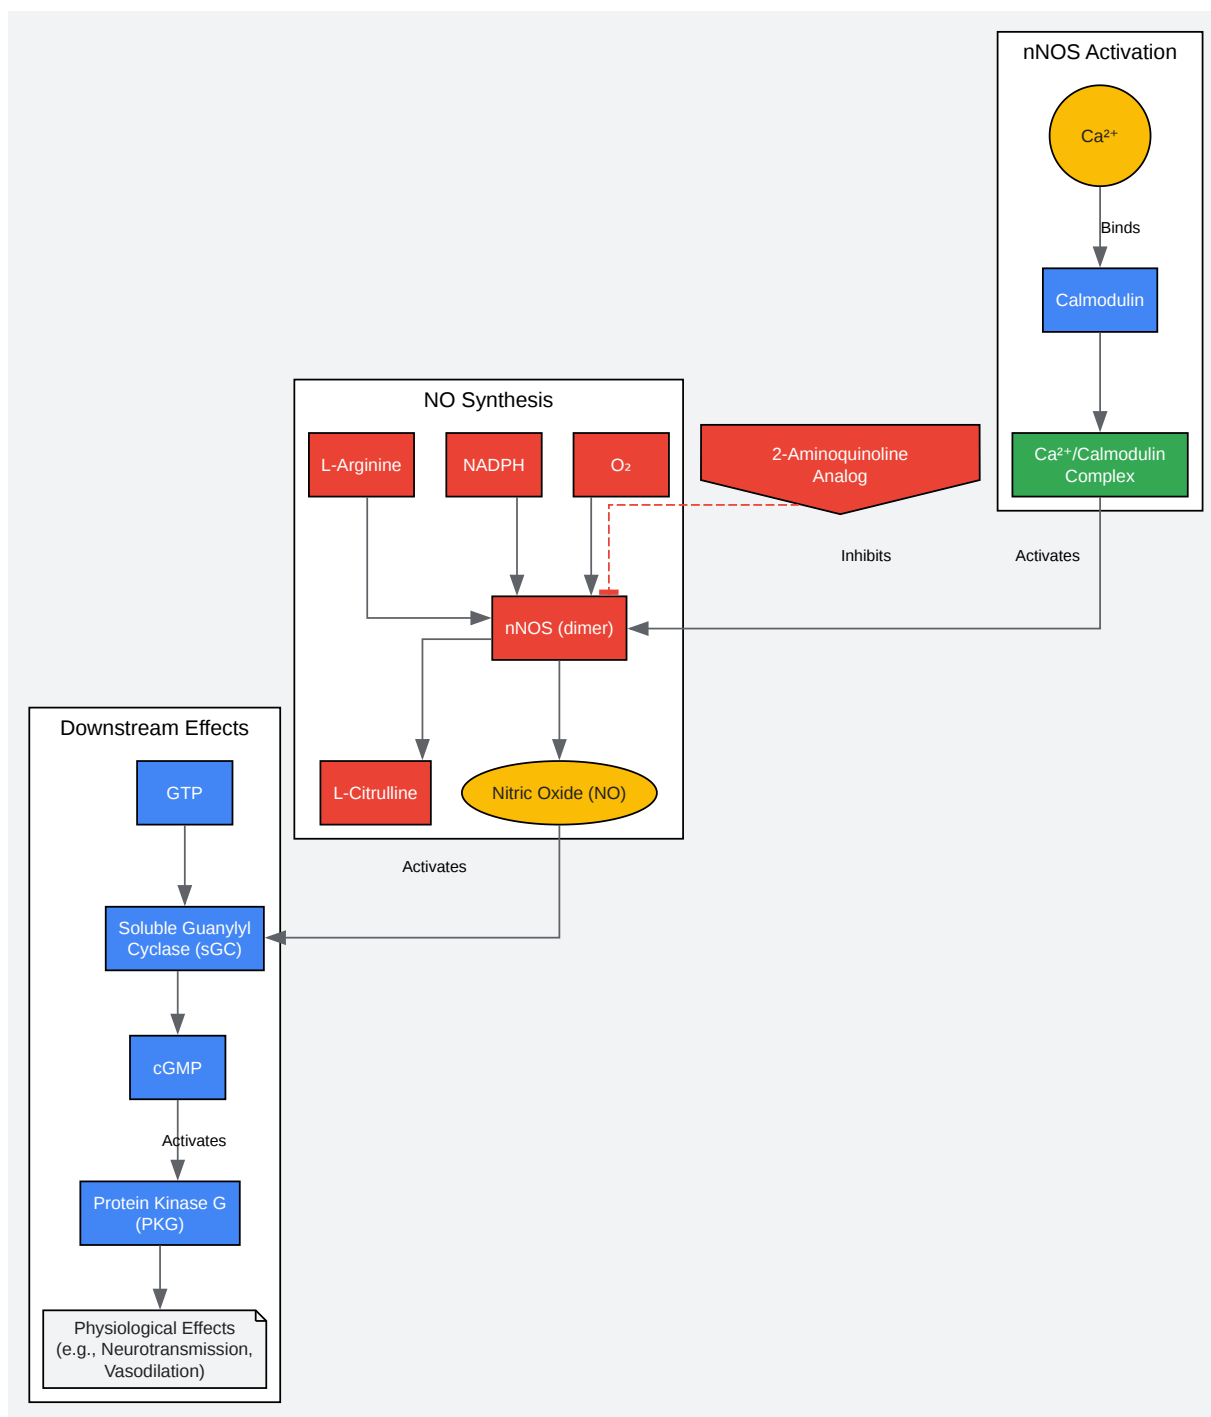 nNOS Activation
Ca²⁺
Binds
Calmodulin
Ca²⁺/Calmodulin
Complex
NO Synthesis
L-Arginine
NADPH
O₂
2-Aminoquinoline
Analog
Inhibits
Activates
nNOS (dimer)
L-Citrulline
Nitric Oxide (NO)
Activates
Downstream Effects
GTP
Soluble Guanylyl
Cyclase (sGC)
cGMP
Activates
Protein Kinase G
(PKG)
Physiological Effects
(e.g., Neurotransmission,
Vasodilation)